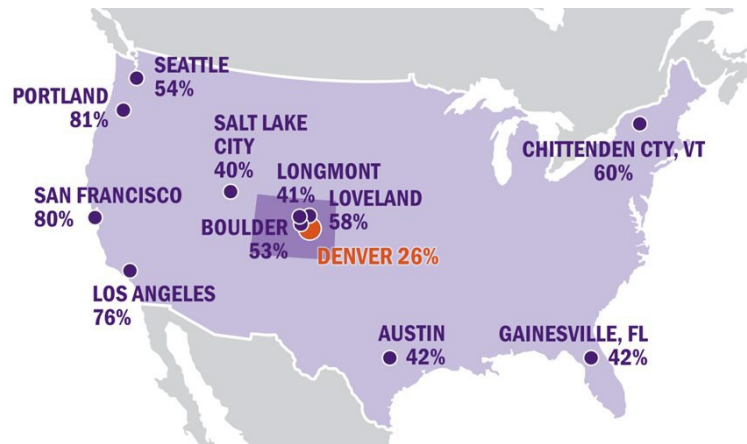 SEATTLE
54%
PORTLAND
81%
SALT LAKE
CITY
40%
LONGMONT
41%
LOVELAND
58%
CHITTENDEN CTY, VT
60%
SAN FRANCISCO
80%
BOULDER
53%
DENVER 26%
LOS ANGELES
76%
AUSTIN
42%
GAINESVILLE, FL
42%